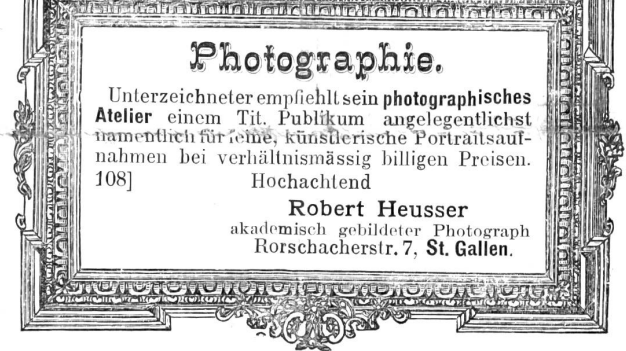 Photographie.
Unterzeichneter empfiehlt sein photographisches
Atelier einem Tit. Publikum angelegentlichst
namentlich für feine, künstlerische Portraitsauf-
nahmen bei verhältnismässig billigen Preisen.
108] Hochachtend
Robert Heusser
akademisch gebildeter Photograph
Rorschacherstr. 7, St. Gallen.